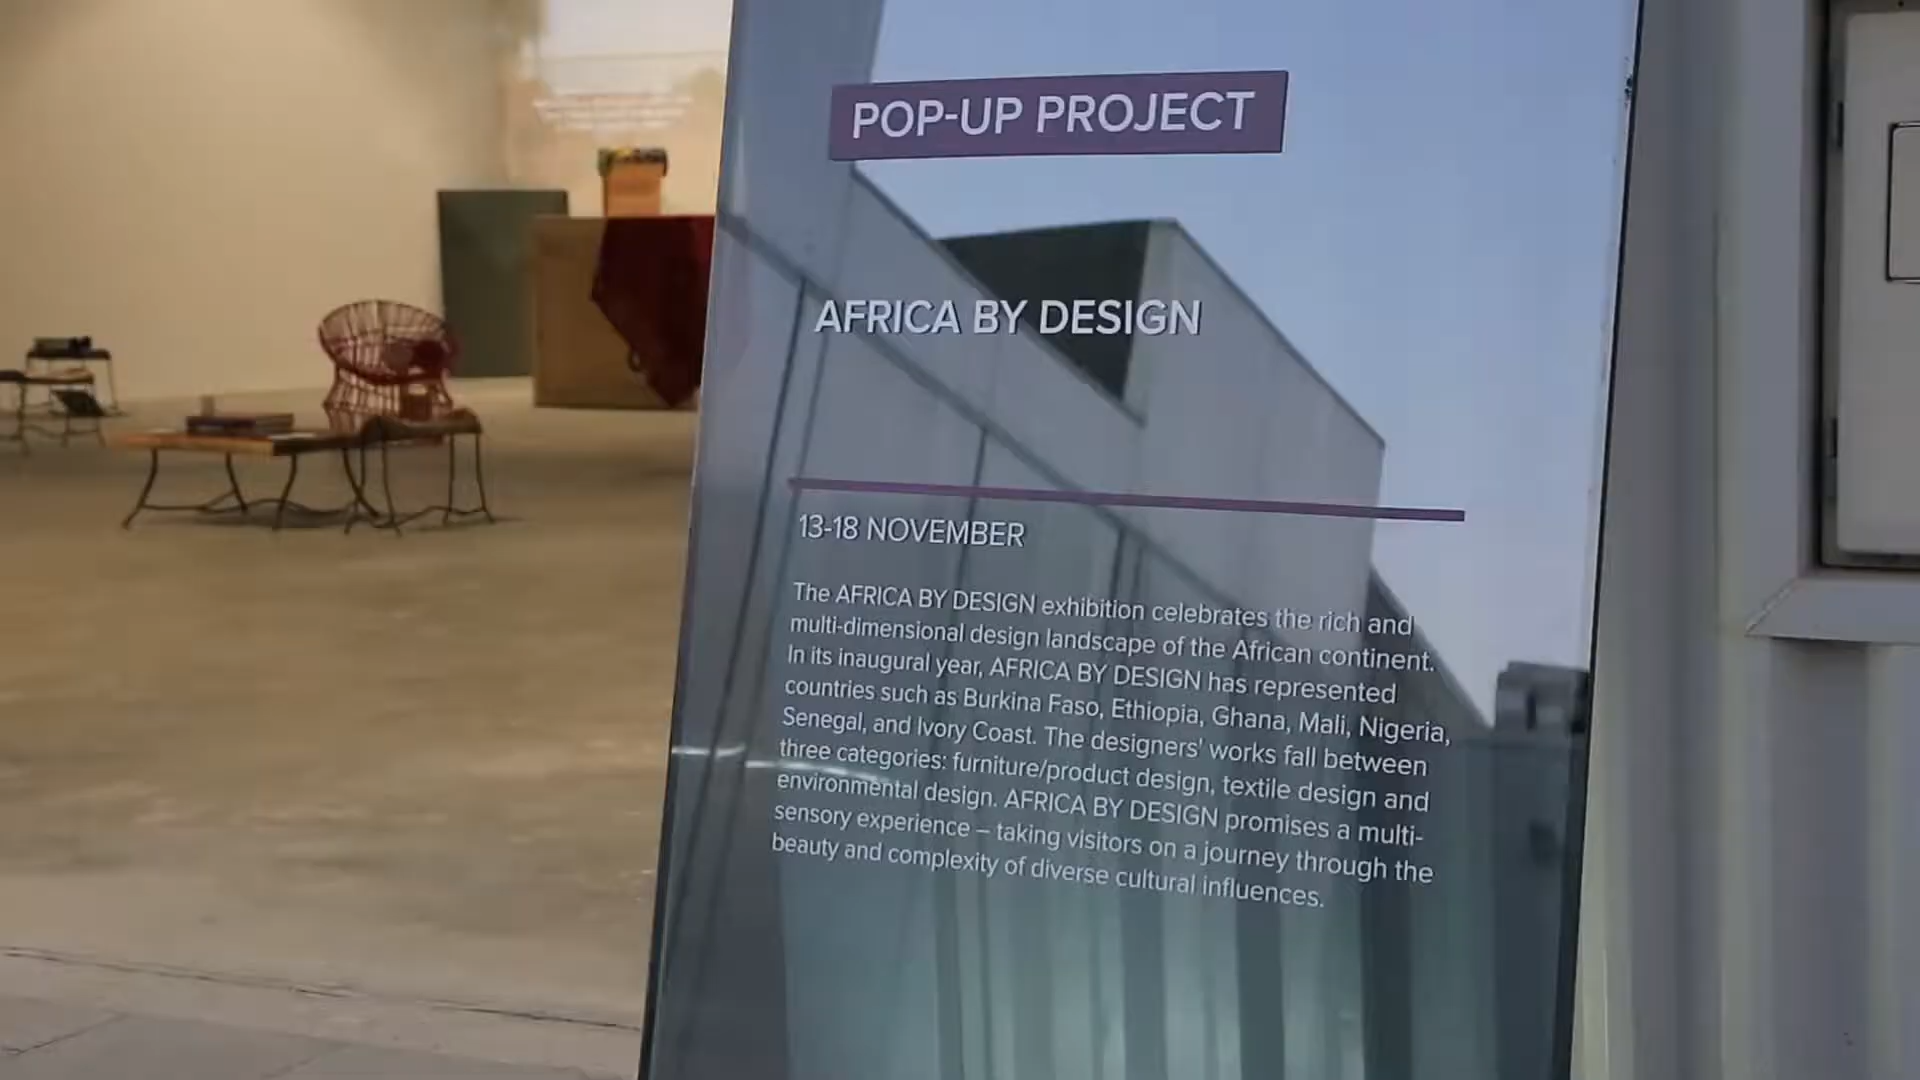 POP-UP PROJECT
AFRICA BY DESIGN
13-18 NOVEMBER
The AFRICA BY DESIGN exhibition celebrates the rich and
multi-dimensional design landscape of the African continent.
In its inaugural year, AFRICA BY DESIGN has represented
countries such as Burkina Faso, Ethiopia, Ghana, Mali, Nigeria,
Senegal, and Ivory Coast. The designers' works fall between
three categories: furniture/product design, textile design and
environmental design. AFRICA BY DESIGN promises a multi-
sensory experience – taking visitors on a journey through the
beauty and complexity of diverse cultural influences.